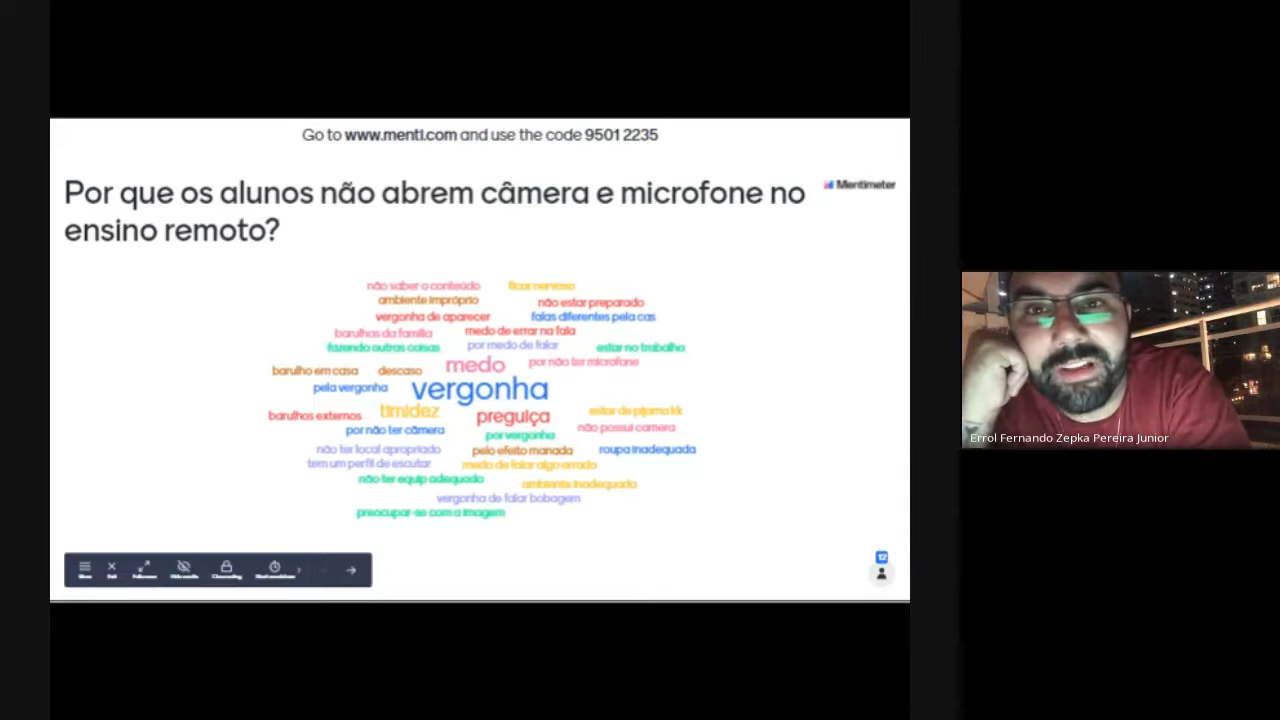 Go to www.menti.com and use the code 9501 2235
Por que os alunos não abrem câmera e microfone no
ensino remoto?
Mentimeter
não saber o conteúdo ficar nervoso
ambiente impróprio não estar preparado
vergonha de aparecer falas diferentes pela cas
barulhos da família medo de errar na fala
fazendo outras coisas por medo de falar estar no trabalho
medo por não ter microfone
barulho em casa descaso
pela vergonha vergonha
barulhos externos timidez preguiça estar de pijama kk
por não ter câmera por vergonha não possui camera
não ter local apropriado pelo efeito manada roupa inadequada
tem um perfil de escutar medo de falar algo errado
não ter equip adequado ambiente inadequado
vergonha de falar bobagem
preocupar-se com a imagem
12
Errol Fernando Zepka Pereira Junior